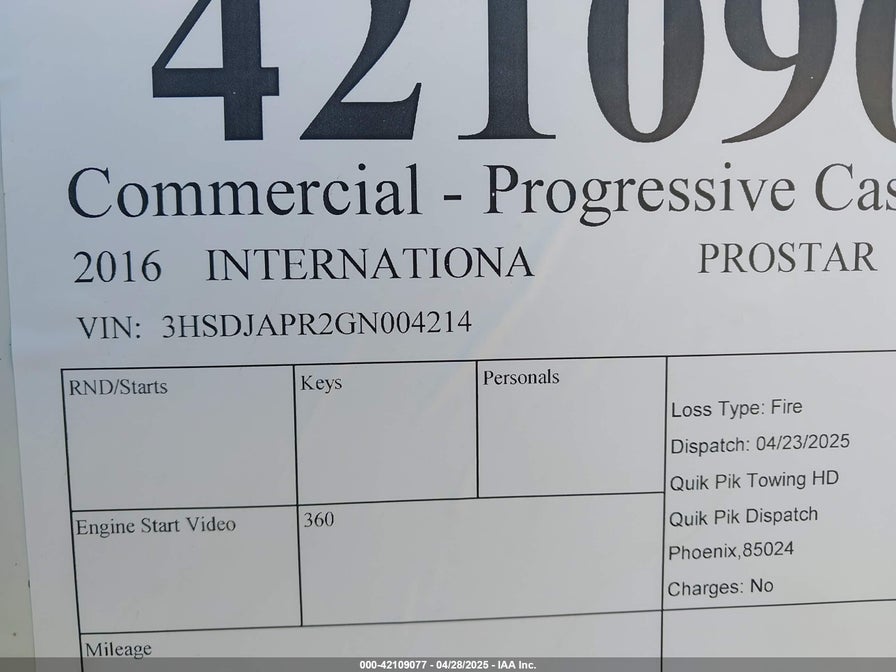 42109
Commercial - Progressive Cas
2016 INTERNATIONA PROSTAR
VIN: 3HSDJAPR2GN004214
RND/Starts Keys Personals
Loss Type: Fire
Dispatch: 04/23/2025
Quik Pik Towing HD
Engine Start Video 360
Quik Pik Dispatch
Phoenix,85024
Charges: No
Mileage
000-42109077 - 04/28/2025 - IAA Inc.